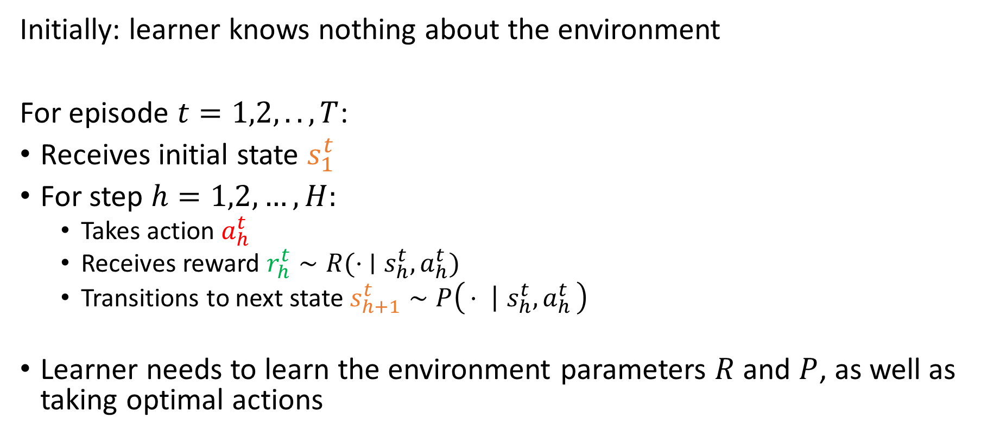 Initially: learner knows nothing about the environment
For episode $t = 1,2,..,T$:
• Receives initial state $s_1^t$
• For step $h = 1,2, \ldots, H$:
• Takes action $a_h^t$
• Receives reward $r_h^t \sim R(\cdot \mid s_h^t, a_h^t)$
• Transitions to next state $s_{h+1}^t \sim P(\cdot \mid s_h^t, a_h^t)$
• Learner needs to learn the environment parameters $R$ and $P$, as well as
taking optimal actions